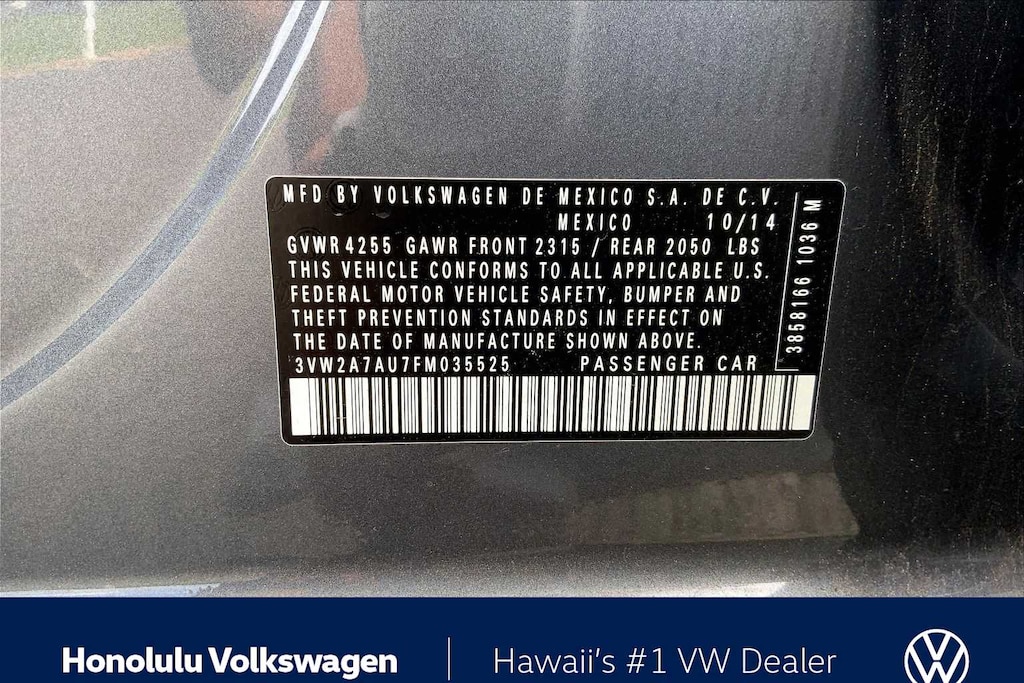 MFD BY VOLKSWAGEN DE MEXICO S.A. DE C.V.
MEXICO 10/14
GVWR 4255 GAWR FRONT 2315 / REAR 2050 LBS
THIS VEHICLE CONFORMS TO ALL APPLICABLE U.S.
FEDERAL MOTOR VEHICLE SAFETY, BUMPER AND
THEFT PREVENTION STANDARDS IN EFFECT ON
THE DATE OF MANUFACTURE SHOWN ABOVE.
3VW2A7AU7FM035525 PASSENGER CAR
3858166 1036 M
Honolulu Volkswagen | Hawaii's #1 VW Dealer